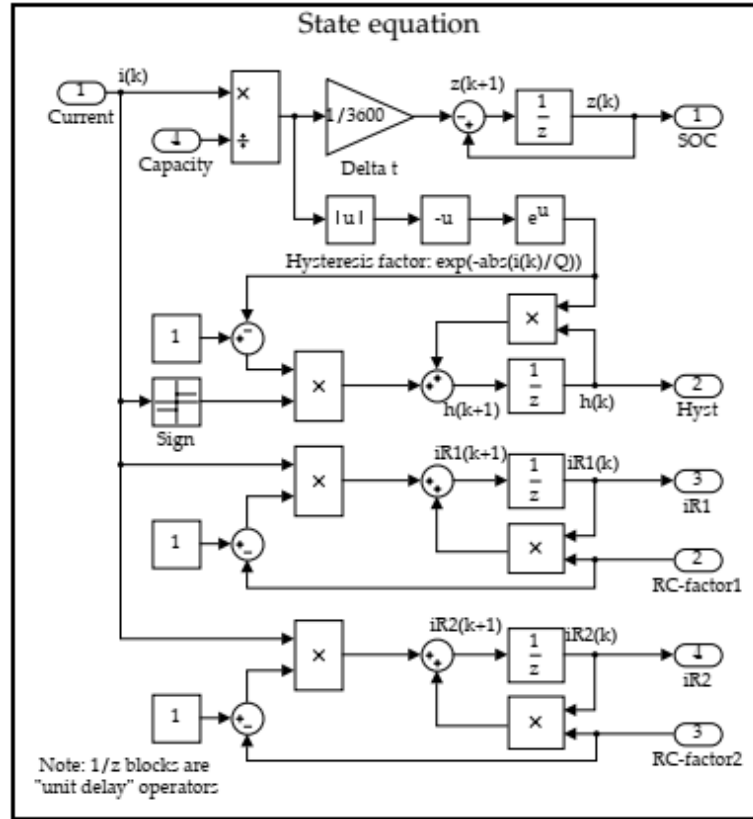 State equation
1
i(k)
Current
×
÷
4
Capacity
1/3600
Delta t
z(k+1)
1
z
z(k)
1
SOC
|u|
-u
e^u
Hysteresis factor: exp(-abs(i(k)/Q))
1
×
×
h(k+1)
1
z
h(k)
2
Hyst
Sign
×
iR1(k+1)
1
z
iR1(k)
3
iR1
1
×
2
RC-factor1
×
iR2(k+1)
1
z
iR2(k)
4
iR2
1
×
3
RC-factor2
Note: 1/z blocks are
"unit delay" operators